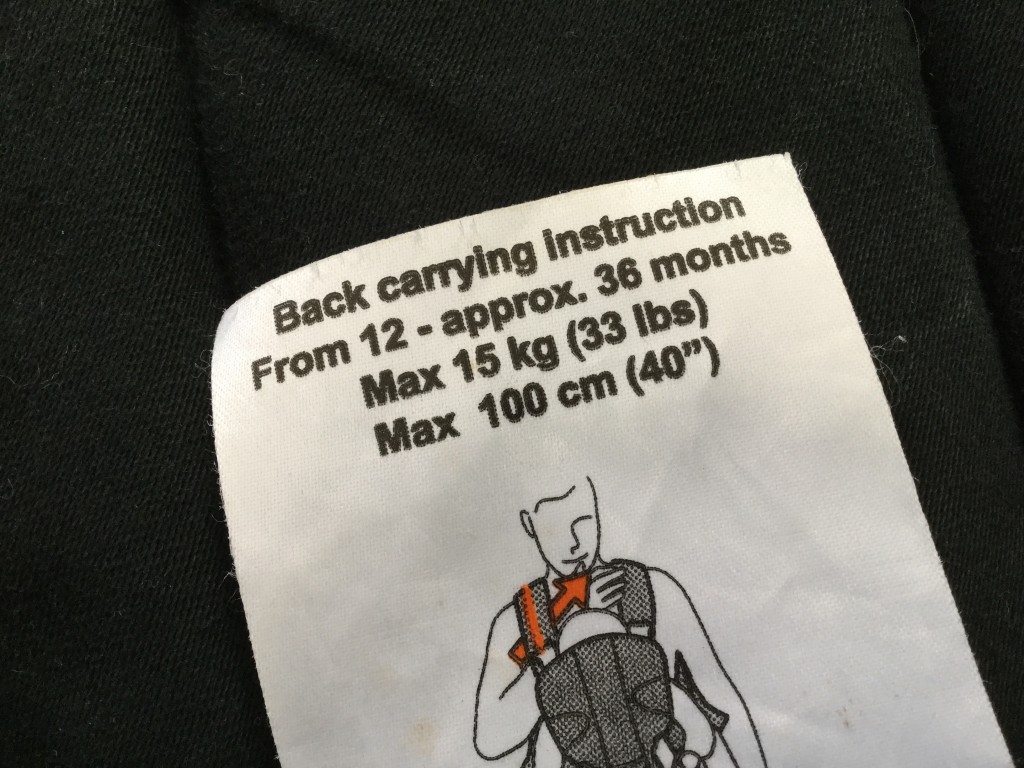 Back carrying instruction
From 12 - approx. 36 months
Max 15 kg (33 lbs)
Max 100 cm (40”)